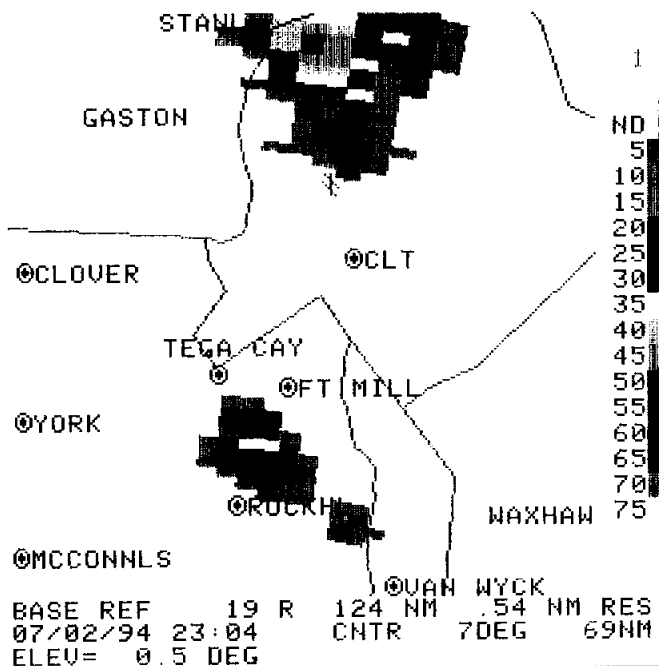 STANL
1
GASTON
ND
5
10
15
20
25
30
35
40
45
50
55
60
65
70
75
CLT
CLOVER
TEGA CAY
FT MILL
YORK
ROCKH
WAXHAW
MCCONNLS
VAN WYCK
BASE REF 19 R 124 NM .54 NM RES
07/02/94 23:04 CNTR 7DEG 69NM
ELEV= 0.5 DEG